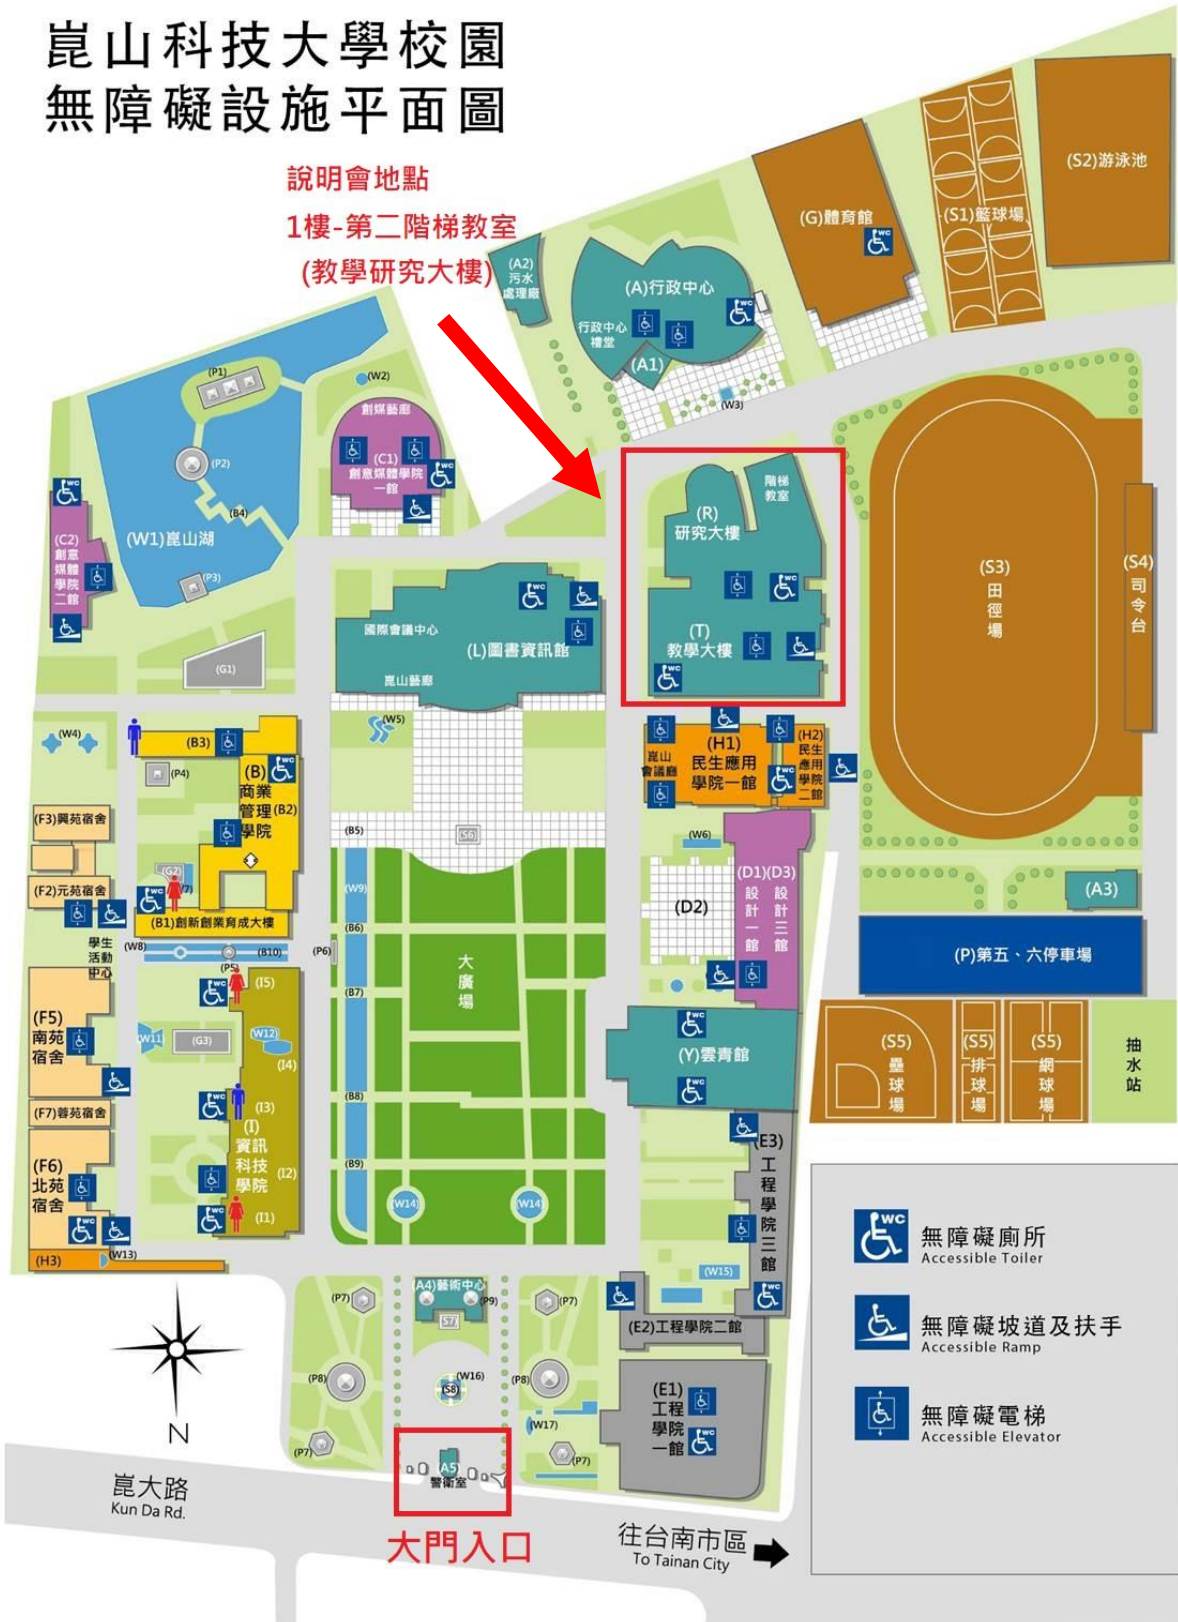 崑山科技大學校園
無障礙設施平面圖
說明會地點
1樓-第二階梯教室
(教學研究大樓)
(S2)游泳池
(S1)籃球場
(G)體育館
(A2)
污水
處理廠
(A)行政中心
行政中心
禮堂
(A1)
(W3)
(P1)
(W2)
創媒藝廊
(C1)
創意媒體學院
一館
(P2)
(B4)
(W1)崑山湖
(P3)
(C2)
創意
媒體
學院
二館
階梯
教室
(R)
研究大樓
(T)
教學大樓
(S3)
田徑場
(S4)
司令台
國際會議中心
(L)圖書資訊館
崑山藝廊
(G1)
(W4)
(W5)
(B3)
(P4)
(B)
商業
管理
學院
(B2)
崑山
會議廳
(H1)
民生應用
學院一館
(H2)
民生
應用
學院
二館
(F3)興苑宿舍
(F2)元苑宿舍
(G2)
(B1)創新創業育成大樓
(B5)
S6
(W6)
(D1)(D3)
設計一館
設計三館
(D2)
(A3)
(P)第五、六停車場
學生
活動
中心
(W8)
(P5)
(B10)
(P6)
(W9)
(B6)
(B7)
(B8)
(B9)
大廣場
(F5)
南苑
宿舍
(W11)
(G3)
(I5)
(W12)
(I4)
(I3)
(I)
資訊
科技
學院
(I2)
(I1)
(F7)蓉苑宿舍
(F6)
北苑
宿舍
(H3)
(W13)
(Y)雲青館
(S5)
壘球場
(S5)
排球場
(S5)
網球場
抽水站
(E3)
工程學院三館
(W14)
(W14)
(W15)
(E2)工程學院二館
(E1)
工程
學院
一館
(A4)藝術中心
(P9)
S7
(P7)
(P7)
(P8)
(W16)
(S8)
(P8)
(W17)
(P7)
(P7)
(A5)
警衛室
大門入口
N
崑大路
Kun Da Rd.
往台南市區
To Tainan City
WC
無障礙廁所
Accessible Toiler
無障礙坡道及扶手
Accessible Ramp
無障礙電梯
Accessible Elevator